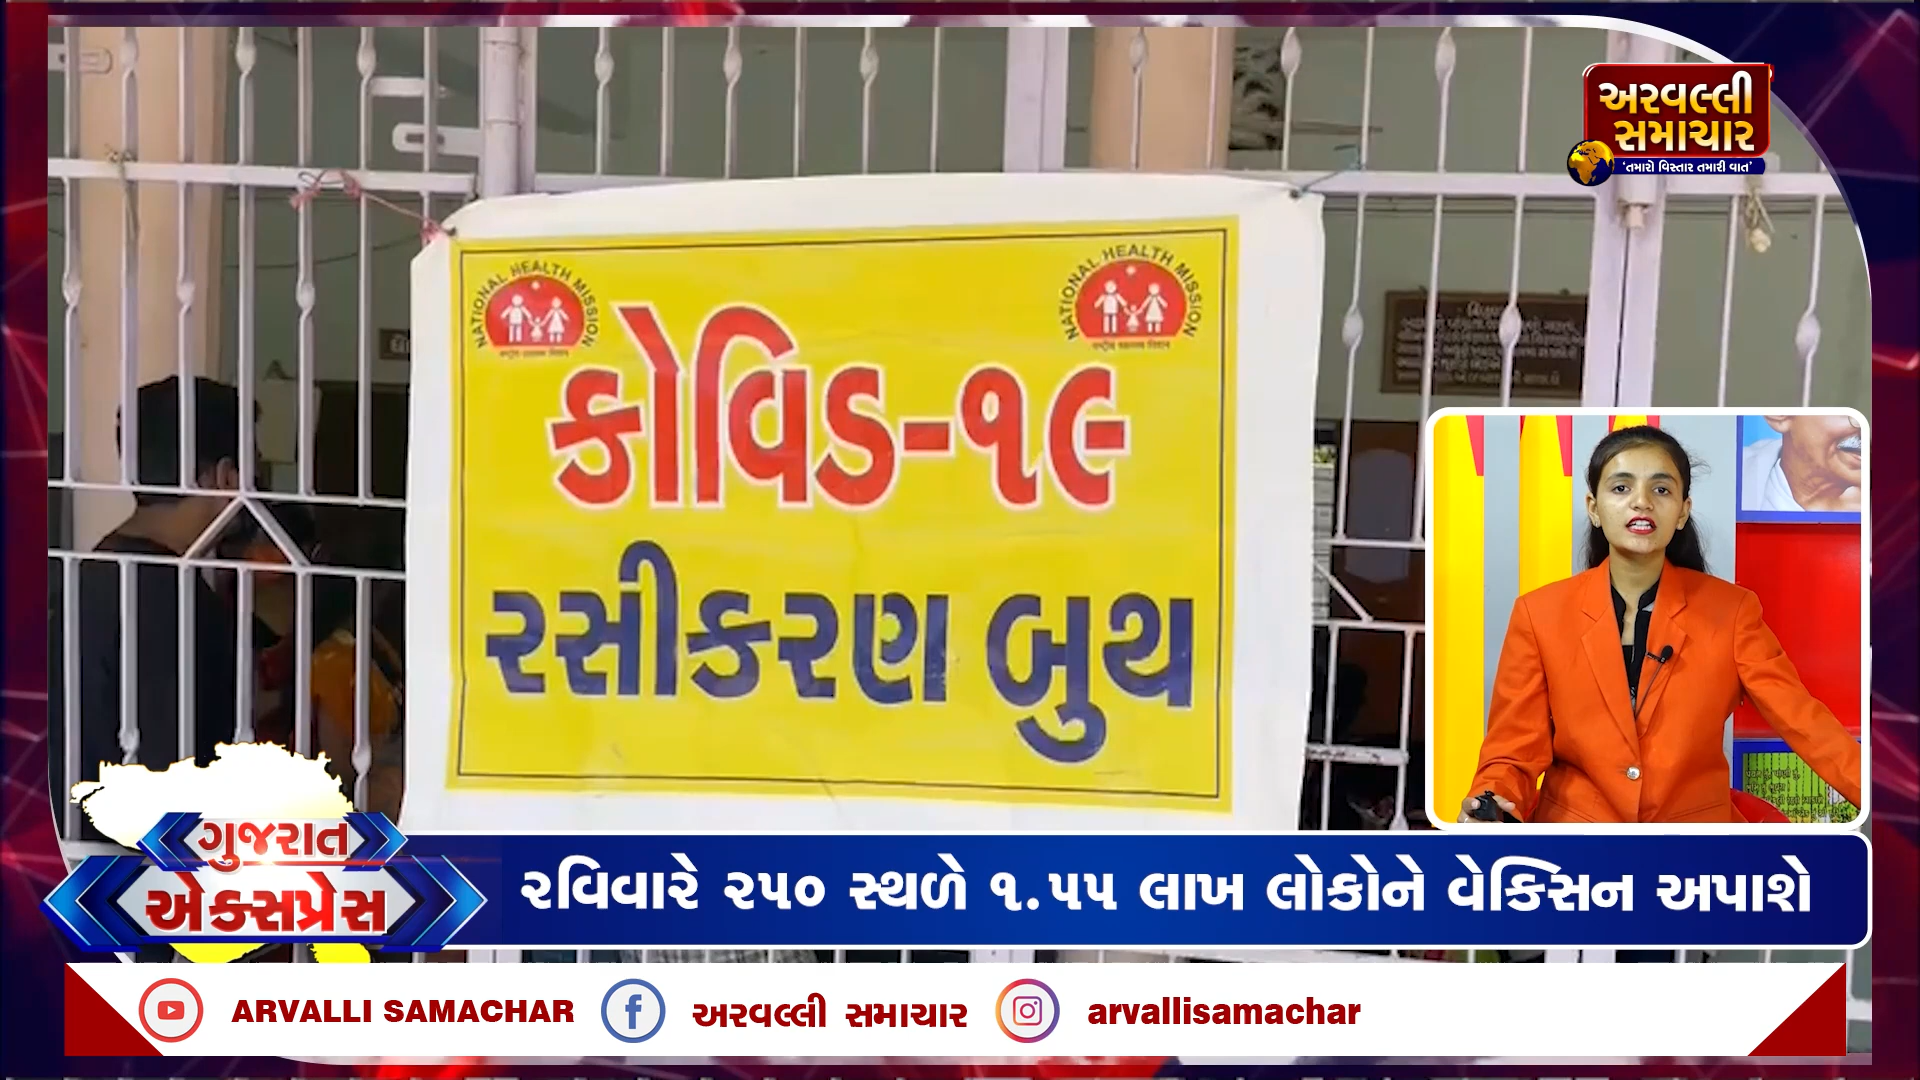 અરવલ્લી
સમાચાર
'તમારો વિસ્તાર તમારી વાત'
NATIONAL HEALTH MISSION
NATIONAL HEALTH MISSION
કોવિડ-૧૯
રસીકરણ બુથ
ગુજરાત
એક્સપ્રેસ
રવિવારે ૨૫૦ સ્થળે ૧.૫૫ લાખ લોકોને વેક્સિન અપાશે
ARVALLI SAMACHAR
અરવલ્લી સમાચાર
arvallisamachar